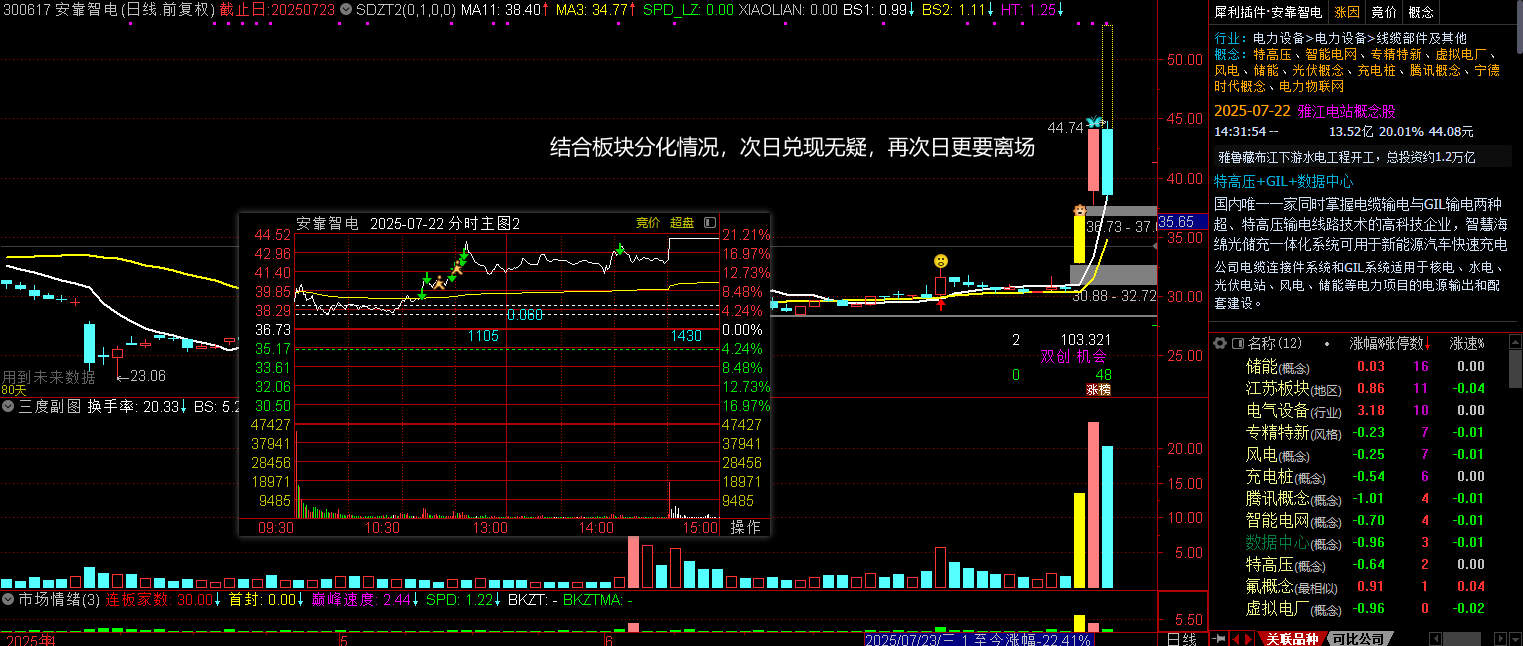 300617 安靠智电(日线.前复权) 截止日:20250723 SDZT2(0,1,0,0) MA11: 38.40↑ MA3: 34.77↑ SPD_LZ: 0.00 XIAOLIAN: 0.00 BS1: 0.99↓ BS2: 1.11↓ HT: 1.25↓
50.00
45.00
44.74
结合板块分化情况，次日兑现无疑，再次日更要离场
40.00
35.65
36.73 - 37.
35.00
30.88 - 32.72
30.00
25.00
用到未来数据
←23.06
80天
2 103.321
双创 机会
0 48
涨榜
安靠智电 2025-07-22 分时主图2 竞价 超盘
44.52 21.21%
42.96 16.97%
41.40 12.73%
39.85 8.48%
38.29 4.24%
36.73 0.00%
35.17 4.24%
33.61 8.48%
32.06 12.73%
30.50 16.97%
0.060
1105 1430
47427 47427
37941 37941
28456 28456
18971 18971
9485 9485
09:30 10:30 13:00 14:00 15:00 操作
三度副图 换手率: 20.33↓ BS: 5.2
20.00
15.00
10.00
5.00
市场情绪(3) 连板家数: 30.00↓ 首封: 0.00↓ 巅峰速度: 2.44↓ SPD: 1.22↓ BKZT: - BKZTMA: -
5.50
2025年4 5 6 2025/07/23/三 1 至今涨幅-22.41% 日线
犀利插件·安靠智电 涨因 竞价 概念
行业: 电力设备>电力设备>线缆部件及其他
概念: 特高压、智能电网、专精特新、虚拟电厂、
风电、储能、光伏概念、充电桩、腾讯概念、宁德
时代概念、电力物联网
2025-07-22 雅江电站概念股
14:31:54 -- 13.52亿 20.01% 44.08元
雅鲁藏布江下游水电工程开工，总投资约1.2万亿
特高压+GIL+数据中心
国内唯一一家同时掌握电缆输电与GIL输电两种
超、特高压输电线路技术的高科技企业，智慧海
绵光储充一体化系统可用于新能源汽车快速充电
公司电缆连接件系统和GIL系统适用于核电、水电、
光伏电站、风电、储能等电力项目的电源输出和配
套建设。
名称(12) • 涨幅% 涨停数↓ 涨速%
储能(概念) 0.03 16 0.00
江苏板块(地区) 0.86 11 -0.04
电气设备(行业) 3.18 10 0.00
专精特新(风格) -0.23 7 -0.01
风电(概念) -0.25 7 -0.01
充电桩(概念) -0.54 6 0.00
腾讯概念(概念) -1.01 4 -0.01
智能电网(概念) -0.70 4 -0.01
数据中心(概念) -0.96 3 -0.01
特高压(概念) -0.64 2 0.00
氟概念(最相似) 0.91 1 0.04
虚拟电厂(概念) -0.96 0 -0.02
关联品种 可比公司